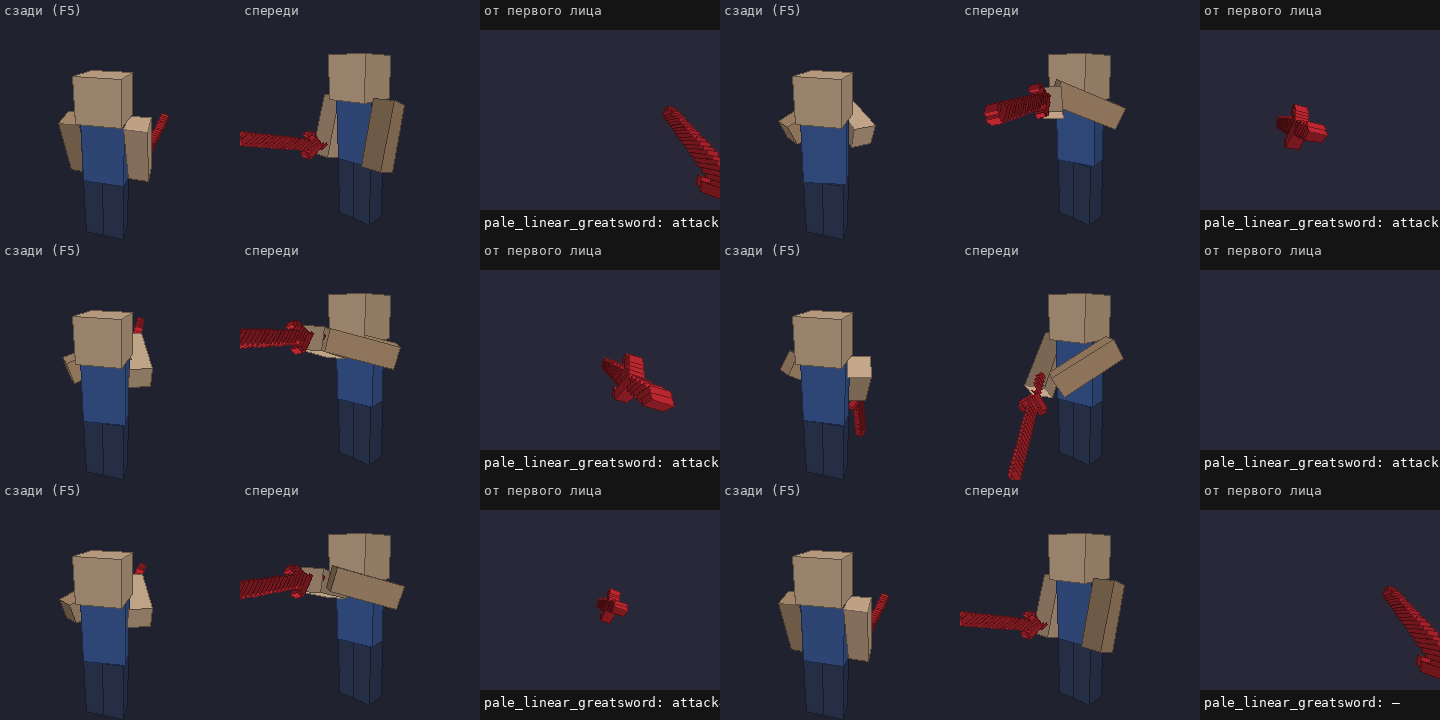 сзади (F5) спереди от первого лица сзади (F5) спереди от первого лица
pale_linear_greatsword: attack pale_linear_greatsword: attack
сзади (F5) спереди от первого лица сзади (F5) спереди от первого лица
pale_linear_greatsword: attack pale_linear_greatsword: attack
сзади (F5) спереди от первого лица сзади (F5) спереди от первого лица
pale_linear_greatsword: attack pale_linear_greatsword: —